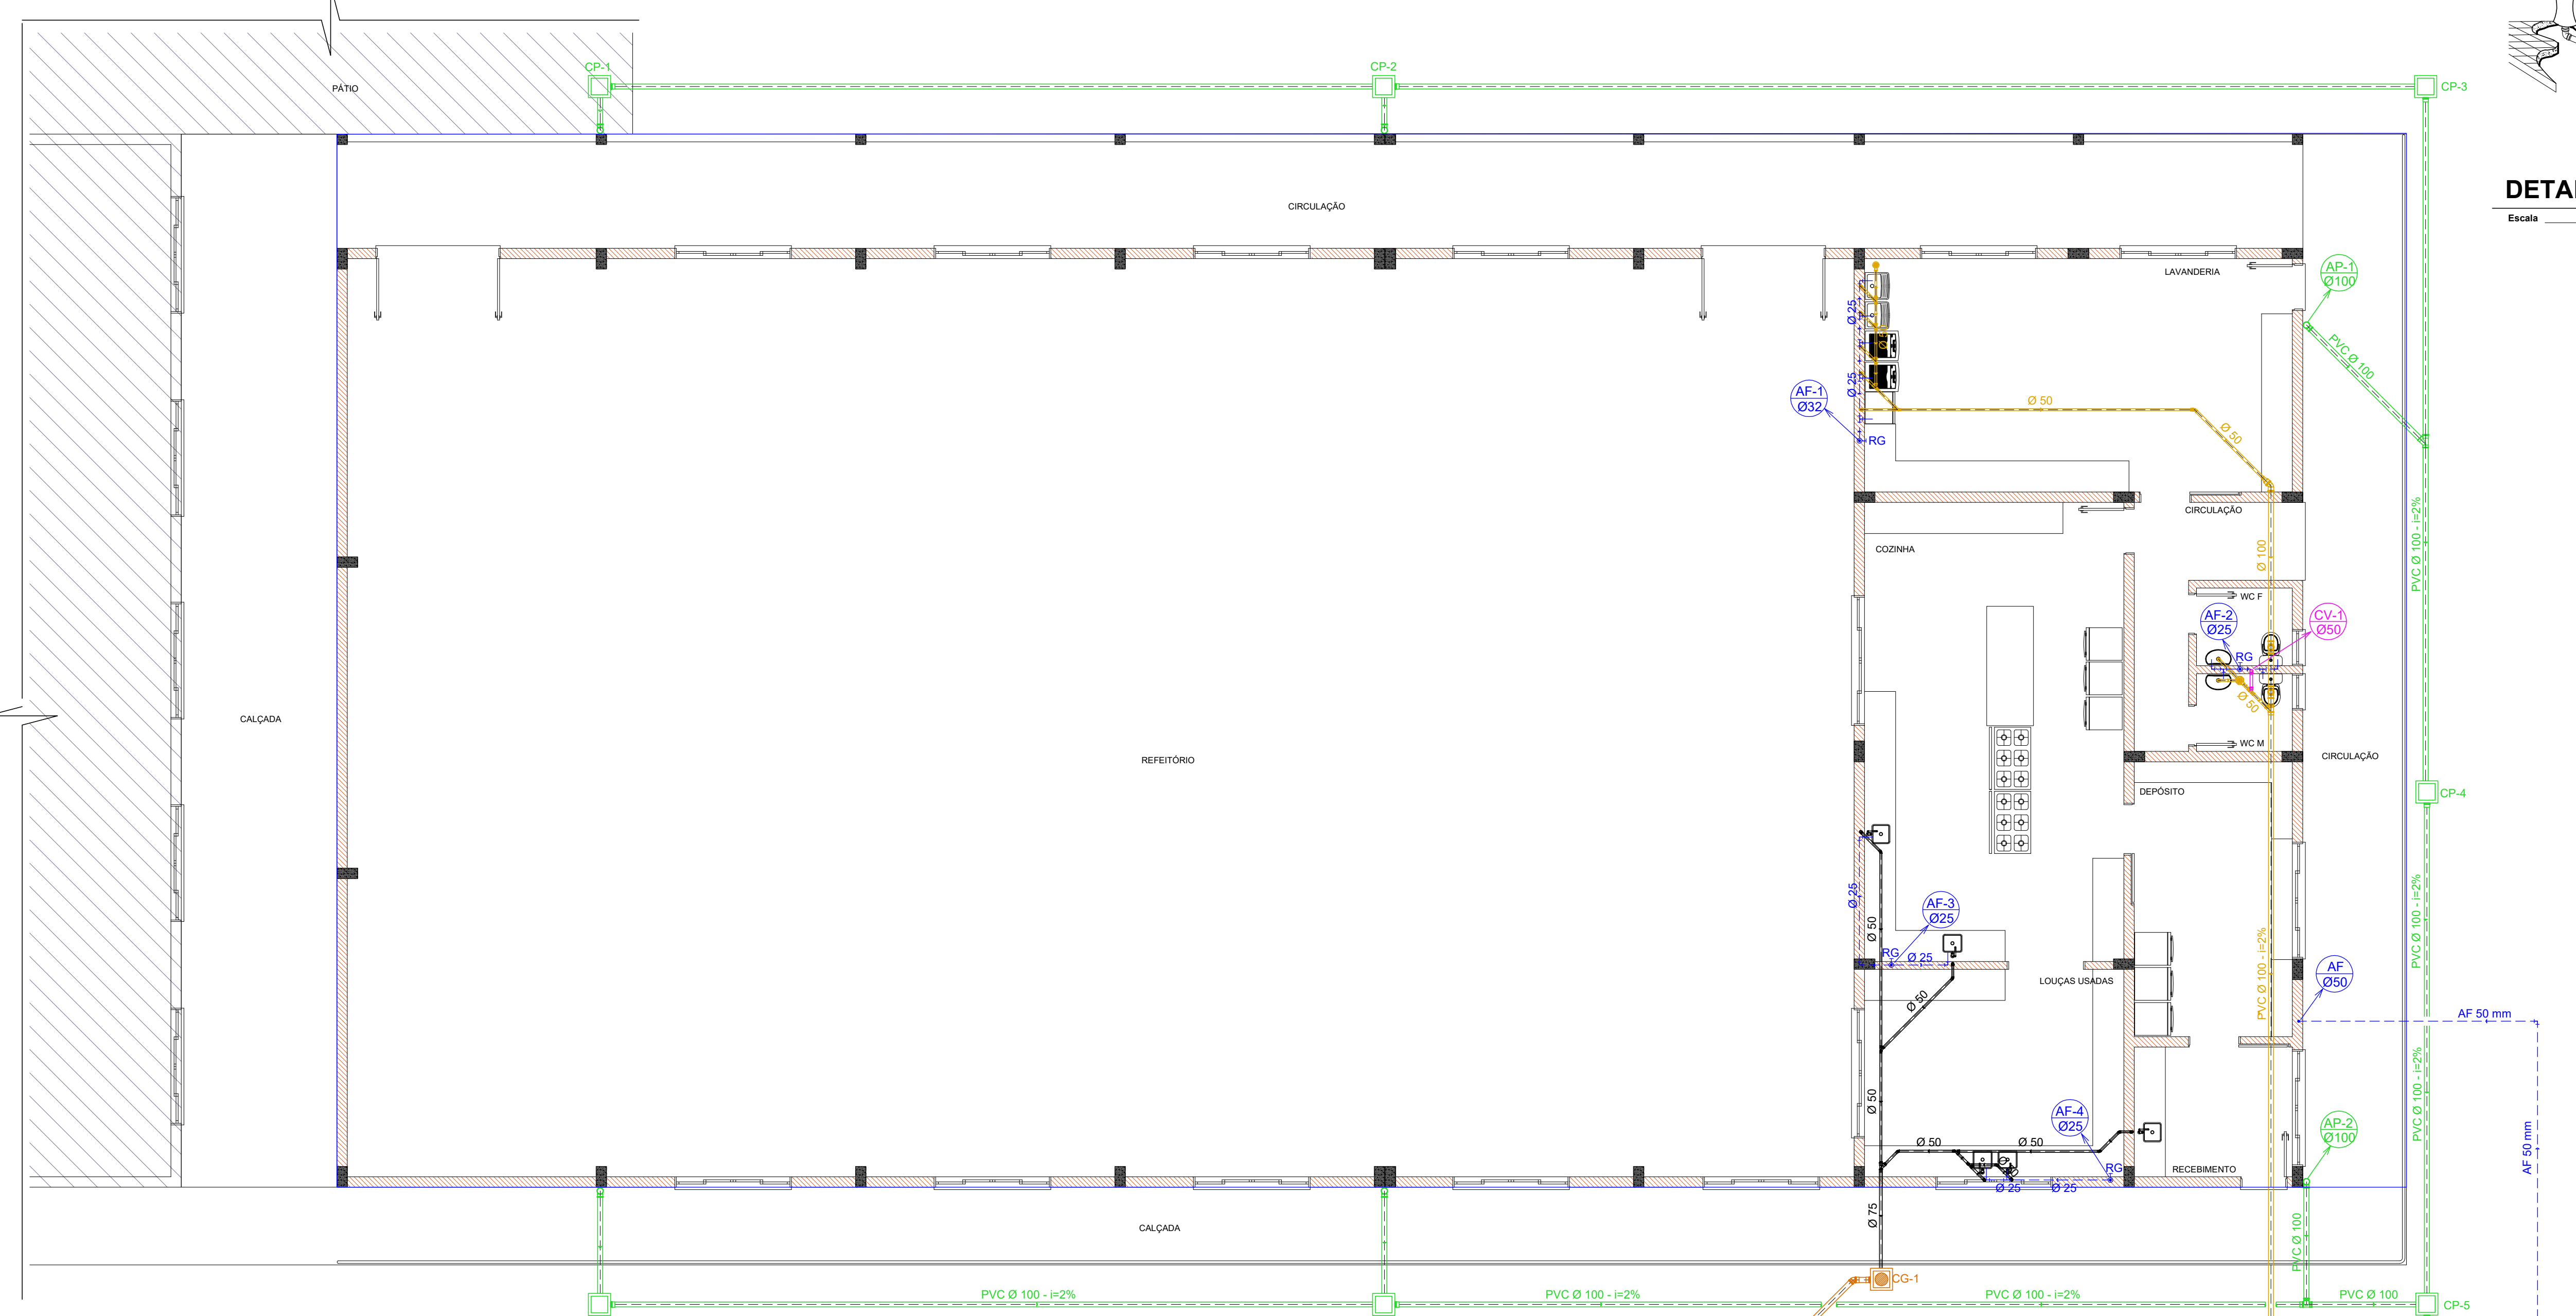 CP-1
CP-2
CP-3
PÁTIO
DETA
Escala
CIRCULAÇÃO
LAVANDERIA
AP-1
Ø100
PVC Ø 100
Ø 25
Ø 25
AF-1
Ø32
RG
Ø 50
Ø 50
PVC Ø 100 - i=2%
CIRCULAÇÃO
COZINHA
Ø 100
WC F
AF-2
Ø25
CV-1
Ø50
RG
Ø 50
CALÇADA
WC M
REFEITÓRIO
CIRCULAÇÃO
DEPÓSITO
CP-4
Ø 25
Ø 50
AF-3
Ø25
PVC Ø 100 - i=2%
RG
Ø 25
PVC Ø 100 - i=2%
LOUÇAS USADAS
AF
Ø50
Ø 50
AF 50 mm
PVC Ø 100 - i=2%
Ø 50
AF-4
Ø25
AP-2
Ø100
AF 50 mm
Ø 50
Ø 50
RG
RECEBIMENTO
Ø 25
Ø 25
Ø 75
CALÇADA
PVC Ø 100
CG-1
PVC Ø 100 - i=2%
PVC Ø 100 - i=2%
PVC Ø 100 - i=2%
PVC Ø 100
CP-5